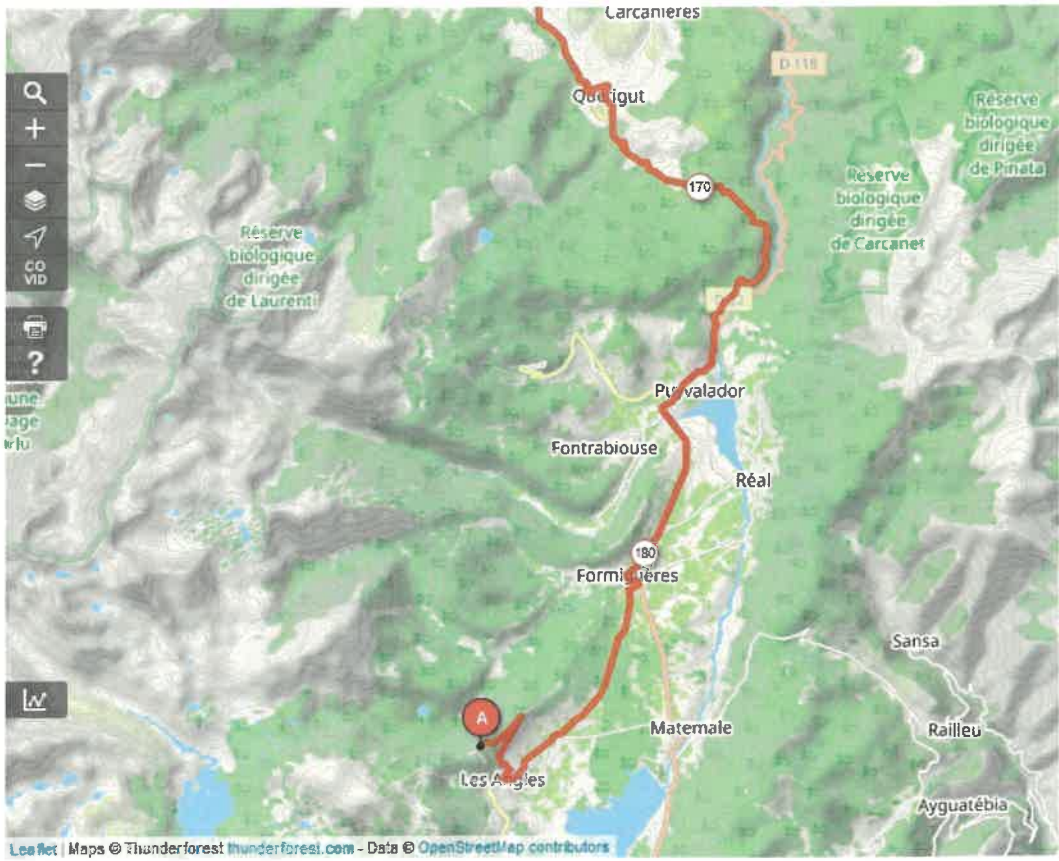 Carcanières
D-118
Quérigut
Réserve
biologique
dirigée
de Pinata
170
Réserve
biologique
dirigée
de Carcanet
Réserve
biologique
dirigée
de Laurenti
CO
VID
?
Puyvalador
Fontrabiouse
Réal
180
Formiguères
Sansa
A
Matemale
Railleu
Les Angles
Ayguatébia
Leaflet | Maps © Thunderforest thunderforest.com - Data © OpenStreetMap contributors